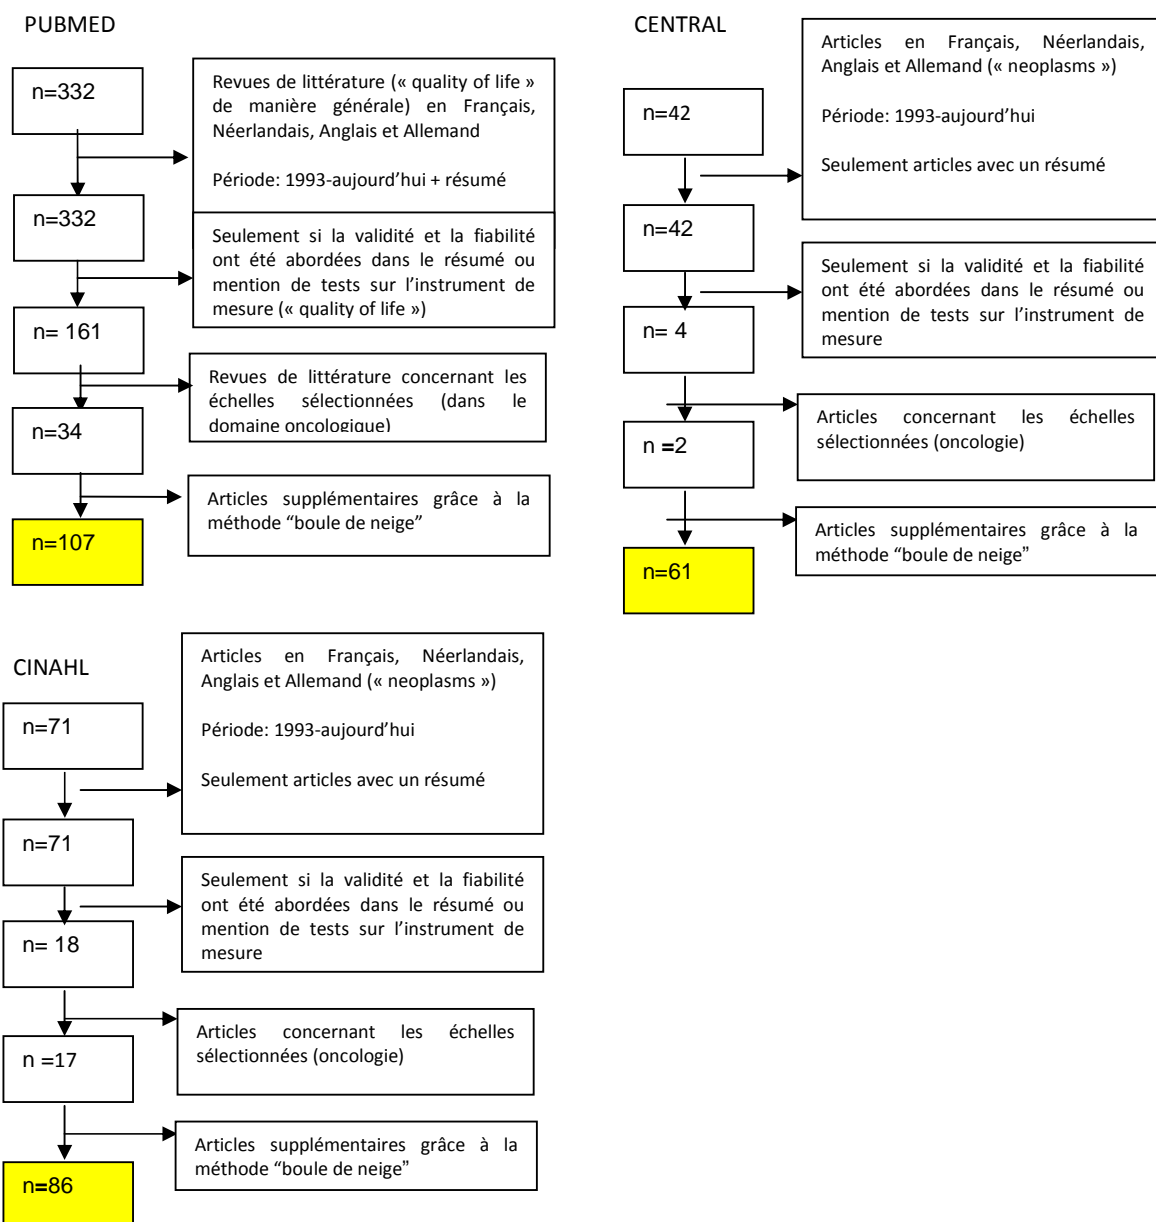 PUBMED
n=332
Revues de littérature (« quality of life »
de manière générale) en Français,
Néerlandais, Anglais et Allemand
Période: 1993-aujourd’hui + résumé
n=332
Seulement si la validité et la fiabilité
ont été abordées dans le résumé ou
mention de tests sur l’instrument de
mesure (« quality of life »)
n= 161
Revues de littérature concernant les
échelles sélectionnées (dans le
domaine oncologique)
n=34
Articles supplémentaires grâce à la
méthode “boule de neige”
n=107
CENTRAL
n=42
Articles en Français, Néerlandais,
Anglais et Allemand (« neoplasms »)
Période: 1993-aujourd’hui
Seulement articles avec un résumé
n=42
Seulement si la validité et la fiabilité
ont été abordées dans le résumé ou
mention de tests sur l’instrument de
mesure
n= 4
Articles concernant les échelles
sélectionnées (oncologie)
n =2
Articles supplémentaires grâce à la
méthode “boule de neige”
n=61
CINAHL
n=71
Articles en Français, Néerlandais,
Anglais et Allemand (« neoplasms »)
Période: 1993-aujourd’hui
Seulement articles avec un résumé
n=71
Seulement si la validité et la fiabilité
ont été abordées dans le résumé ou
mention de tests sur l’instrument de
mesure
n= 18
Articles concernant les échelles
sélectionnées (oncologie)
n =17
Articles supplémentaires grâce à la
méthode “boule de neige”
n=86